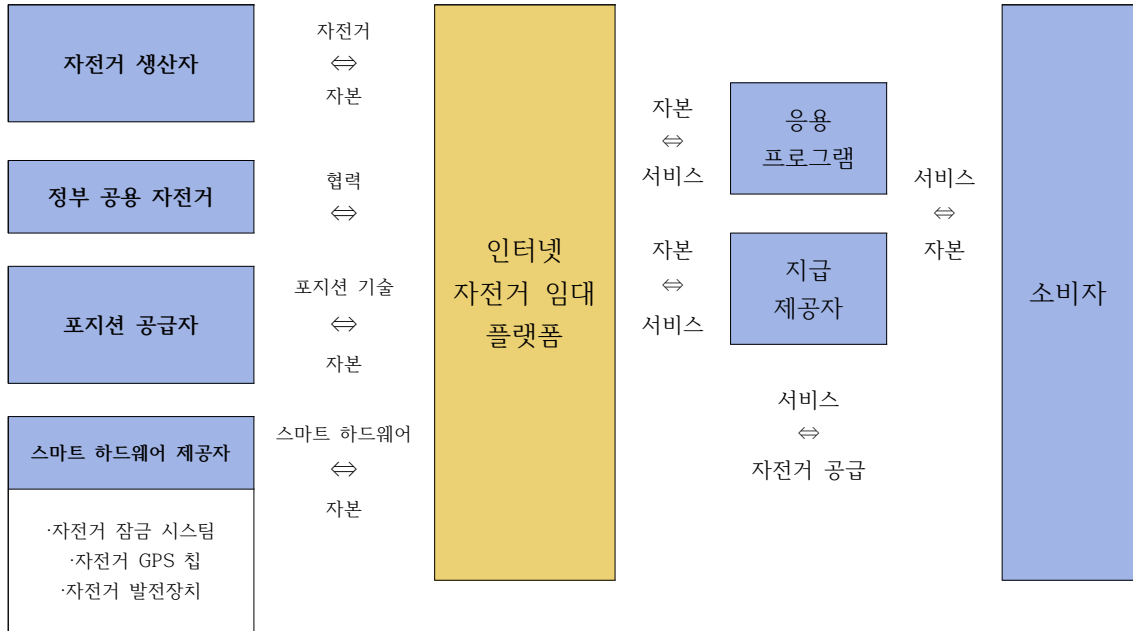 자전거 생산자
자전거
⇔
자본
정부 공용 자전거
협력
⇔
포지션 공급자
포지션 기술
⇔
자본
스마트 하드웨어 제공자
스마트 하드웨어
⇔
자본
·자전거 잠금 시스팀
·자전거 GPS 칩
·자전거 발전장치
인터넷
자전거 임대
플랫폼
자본
⇔
서비스
응용
프로그램
자본
⇔
서비스
지급
제공자
서비스
⇔
자본
서비스
⇔
자전거 공급
소비자